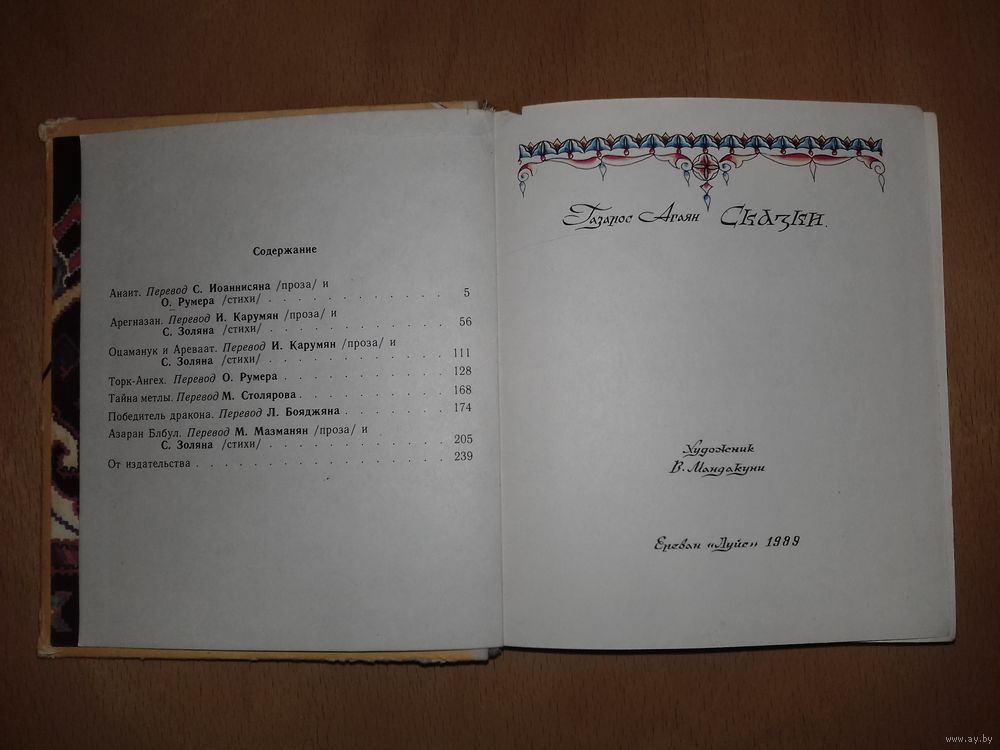 Содержание
Анаит. Перевод С. Иоаннисяна /проза/ и
О. Румера /стихи/ . . . . . . . . . . . . 5
Арегназан. Перевод И. Карумян /проза/ и
С. Золяна /стихи/ . . . . . . . . . . . . 56
Оцаманук и Ареваат. Перевод И. Карумян /проза/ и
С. Золяна /стихи/ . . . . . . . . . . . . 111
Торк-Ангех. Перевод О. Румера . . . . . . . . . . . 128
Тайна метлы. Перевод М. Столярова . . . . . . . . . . 168
Победитель дракона. Перевод Л. Бояджяна . . . . . . . 174
Азаран Блбул. Перевод М. Мазманян /проза/ и
С. Золяна /стихи/ . . . . . . . . . . . . 205
От издательства . . . . . . . . . . . . . . . . . 239
Газарос Агаян Сказки.
Художник
В. Мандакуни
Ереван «Луйс» 1989
www.ay.by